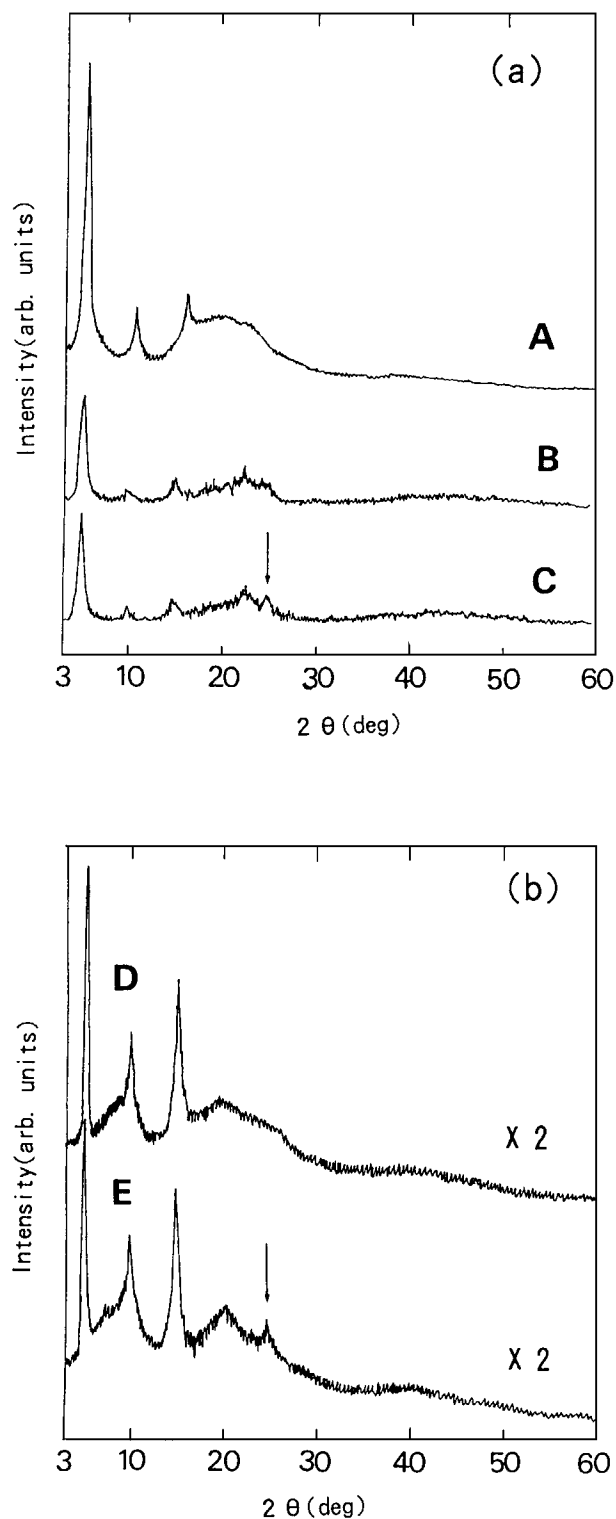 (a)
Intensity(arb. units)
A
B
C
3 10 20 30 40 50 60
2 θ (deg)
(b)
Intensity(arb. units)
D
X 2
E
X 2
3 10 20 30 40 50 60
2 θ (deg)